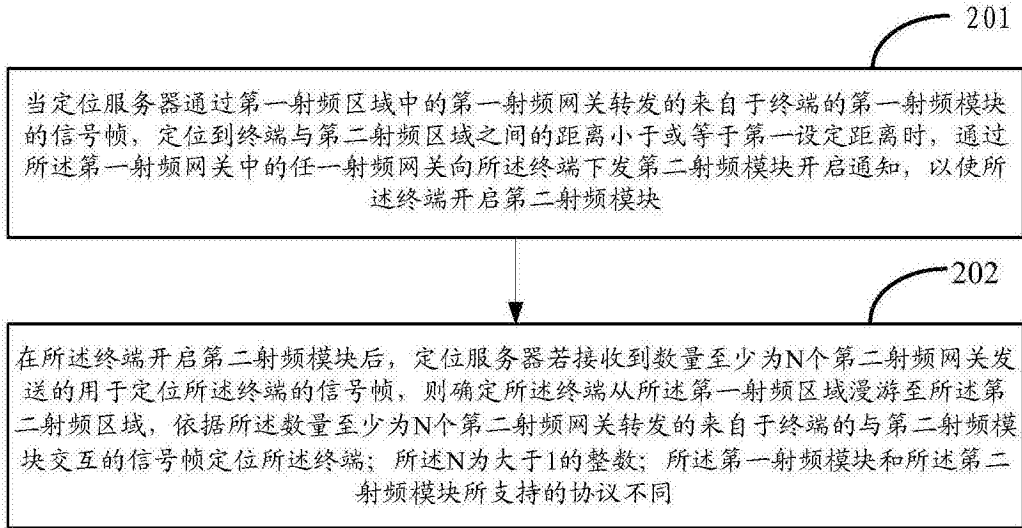 201
当定位服务器通过第一射频区域中的第一射频网关转发的来自于终端的第一射频模块
的信号帧，定位到终端与第二射频区域之间的距离小于或等于第一设定距离时，通过
所述第一射频网关中的任一射频网关向所述终端下发第二射频模块开启通知，以使所
述终端开启第二射频模块
202
在所述终端开启第二射频模块后，定位服务器若接收到数量至少为N个第二射频网关发
送的用于定位所述终端的信号帧，则确定所述终端从所述第一射频区域漫游至所述第
二射频区域，依据所述数量至少为N个第二射频网关转发的来自于终端的与第二射频模
块交互的信号帧定位所述终端；所述N为大于1的整数；所述第一射频模块和所述第二
射频模块所支持的协议不同